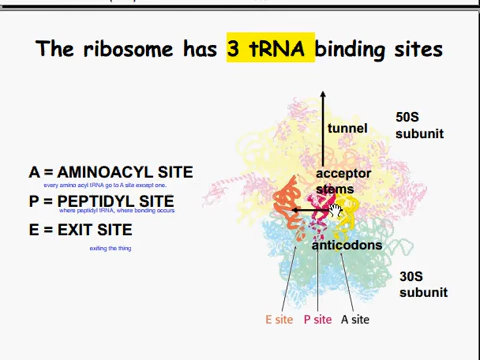 The ribosome has 3 tRNA binding sites
50S
subunit
tunnel
A = AMINOACYL SITE
every amino acyl tRNA go to A site except one.
P = PEPTIDYL SITE
where peptidyl tRNA, where bonding occurs
E = EXIT SITE
exiting the thing
acceptor
stems
anticodons
30S
subunit
E site P site A site